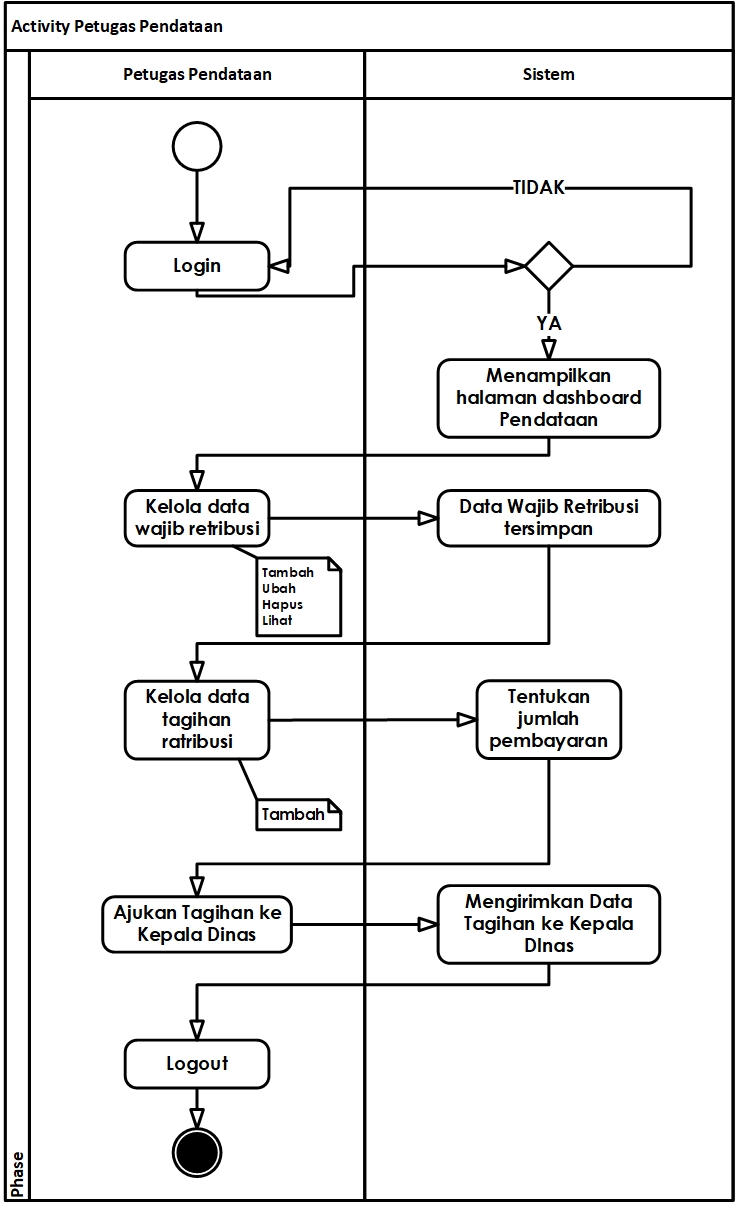 Activity Petugas Pendataan
Petugas Pendataan
Sistem
TIDAK
Login
YA
Menampilkan
halaman dashboard
Pendataan
Kelola data
wajib retribusi
Data Wajib Retribusi
tersimpan
Tambah
Ubah
Hapus
Lihat
Kelola data
tagihan
ratribusi
Tentukan
jumlah
pembayaran
Tambah
Ajukan Tagihan ke
Kepala Dinas
Mengirimkan Data
Tagihan ke Kepala
DInas
Logout
Phase